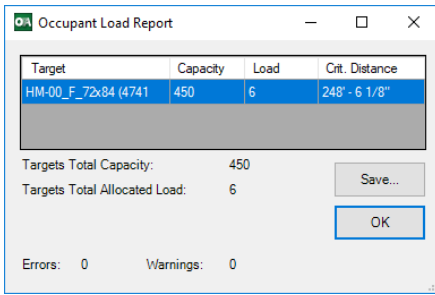 OA Occupant Load Report
Target Capacity Load Crit. Distance
HM-00_F_72x84 (4741 450 6 248' - 6 1/8"
Targets Total Capacity: 450
Targets Total Allocated Load: 6
Save...
OK
Errors: 0 Warnings: 0